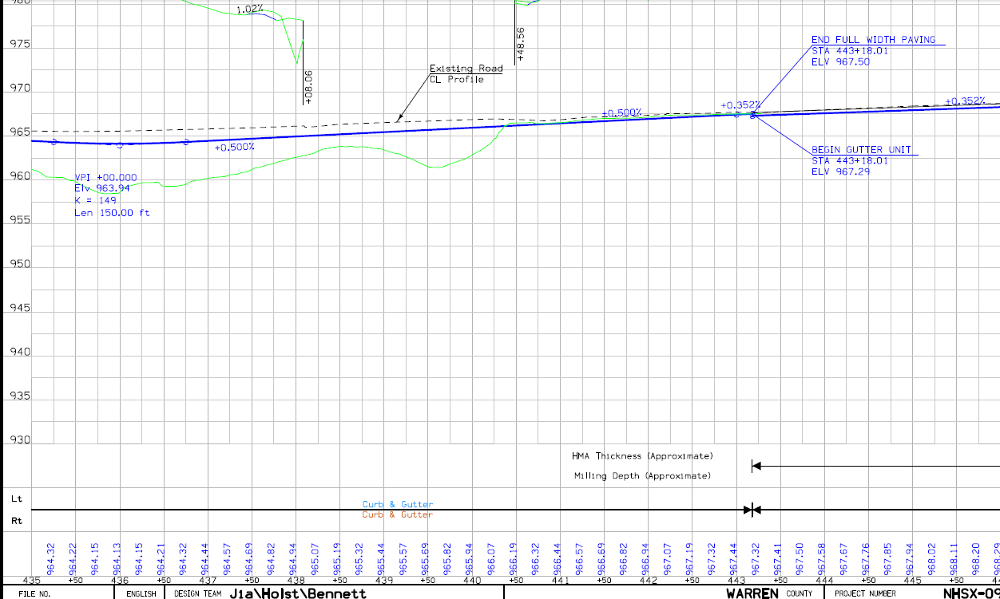 980
1.02%
975
+48.56
END FULL WIDTH PAVING
STA 443+18.01
ELV 967.50
Existing Road
CL Profile
970
+08.06
+0.500%
+0.352%
+0.352%
965
+0.500%
BEGIN GUTTER UNIT
STA 443+18.01
ELV 967.29
960
VPI +00.000
Elv 963.94
K = 149
Len 150.00 ft
955
950
945
940
935
930
HMA Thickness (Approximate)
Milling Depth (Approximate)
Lt
Curb & Gutter
Curb & Gutter
Rt
964.32 964.22 964.15 964.13 964.15 964.21 964.32 964.44 964.57 964.69 964.82 964.94 965.07 965.19 965.32 965.44 965.57 965.69 965.82 965.94 966.07 966.19 966.32 966.44 966.57 966.69 966.82 966.94 967.07 967.19 967.32 967.44 967.32 967.41 967.50 967.58 967.67 967.76 967.85 967.94 968.02 968.11 968.20 968.29
435 +50 436 +50 437 +50 438 +50 439 +50 440 +50 441 +50 442 +50 443 +50 444 +50 445 +50
FILE NO. ENGLISH DESIGN TEAM J1a\Holst\Bennett WARREN COUNTY PROJECT NUMBER NHSX-09